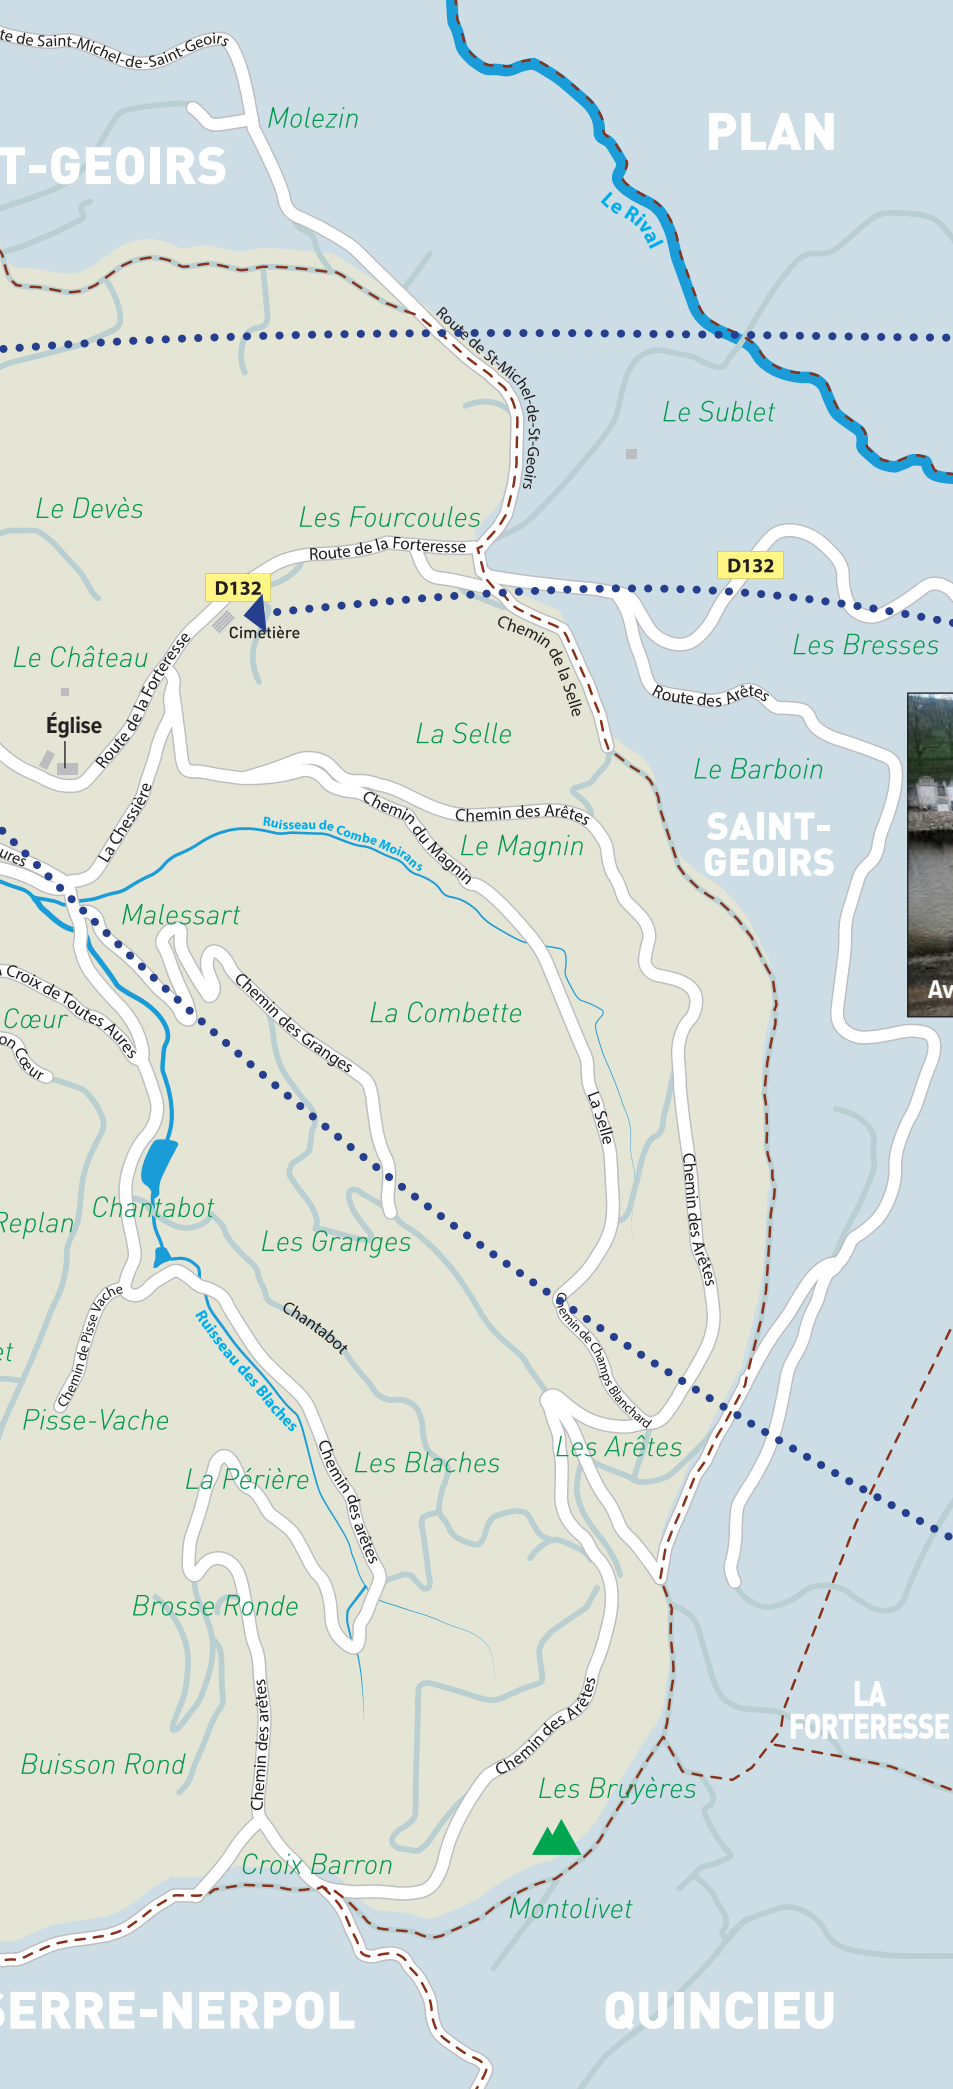 te de Saint-Michel-de-Saint-Geoirs
Molezin
PLAN
T-GEOIRS
Le Rival
Route de St-Michel-de-St-Geoirs
Le Sublet
Le Devès
Les Fourcoules
Route de la Forteresse
D132
D132
Cimetière
Chemin de la Selle
Les Bresses
Le Château
Route de la Forteresse
Route des Arêtes
Église
La Selle
Le Barboin
La Chessière
Chemin du Magnin
Chemin des Arêtes
Ruisseau de Combe Moirans
Le Magnin
SAINT-
GEOIRS
ures
Malessart
Croix de Toutes Aures
Chemin des Granges
Av
Cœur
La Combette
on Cœur
La Selle
Chemin des Arêtes
Chantabot
Replan
Les Granges
Chemin de Pisse Vache
Chantabot
Chemin de Champs Blanchard
Ruisseau des Blaches
et
Pisse-Vache
Les Arêtes
Les Blaches
La Périère
Chemin des arêtes
Brosse Ronde
Chemin des arêtes
Chemin des Arêtes
LA
FORTERESSE
Buisson Rond
Les Bruyères
Croix Barron
Montolivet
SERRE-NERPOL
QUINCIEU